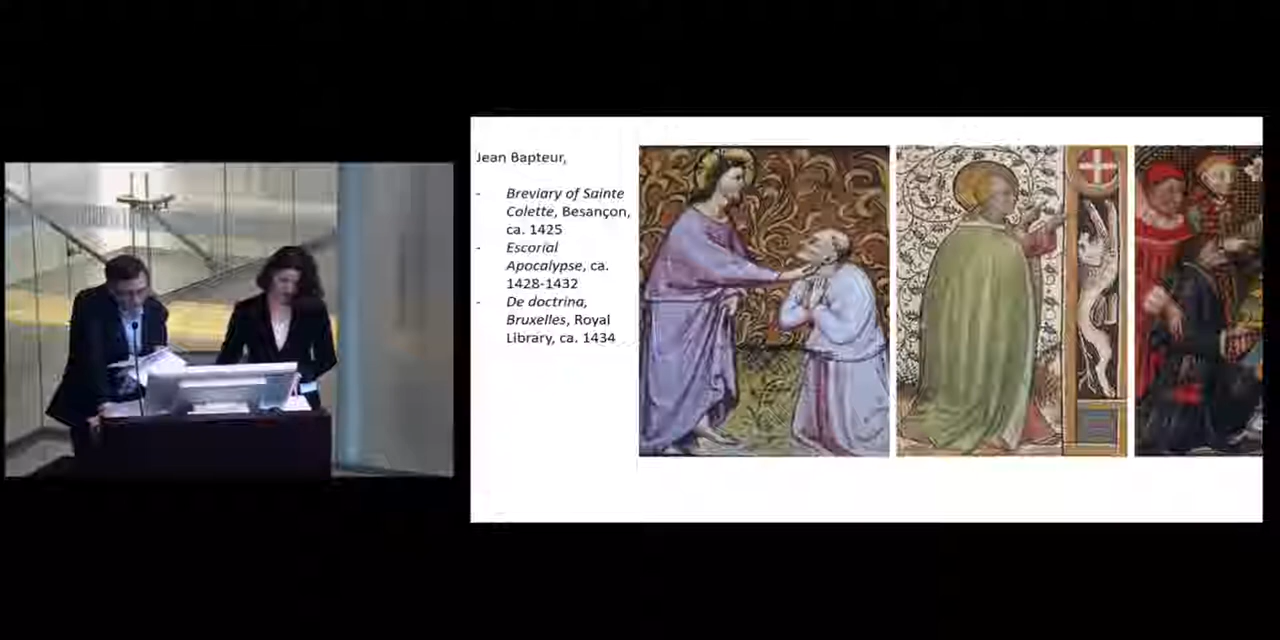 Jean Bapteur,
- Breviary of Sainte
Colette, Besançon,
ca. 1425
- Escorial
Apocalypse, ca.
1428-1432
- De doctrina,
Bruxelles, Royal
Library, ca. 1434